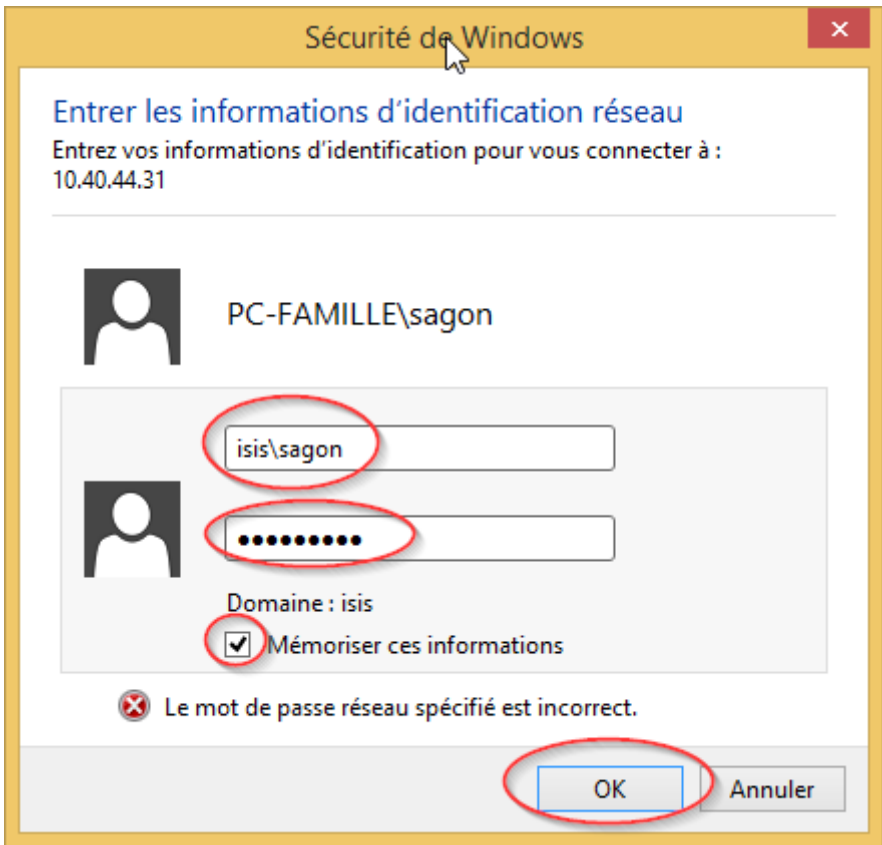 Sécurité de Windows
Entrer les informations d'identification réseau
Entrez vos informations d'identification pour vous connecter à :
10.40.44.31
PC-FAMILLE\sagon
isis\sagon
●●●●●●●●●
Domaine : isis
Mémoriser ces informations
Le mot de passe réseau spécifié est incorrect.
OK
Annuler